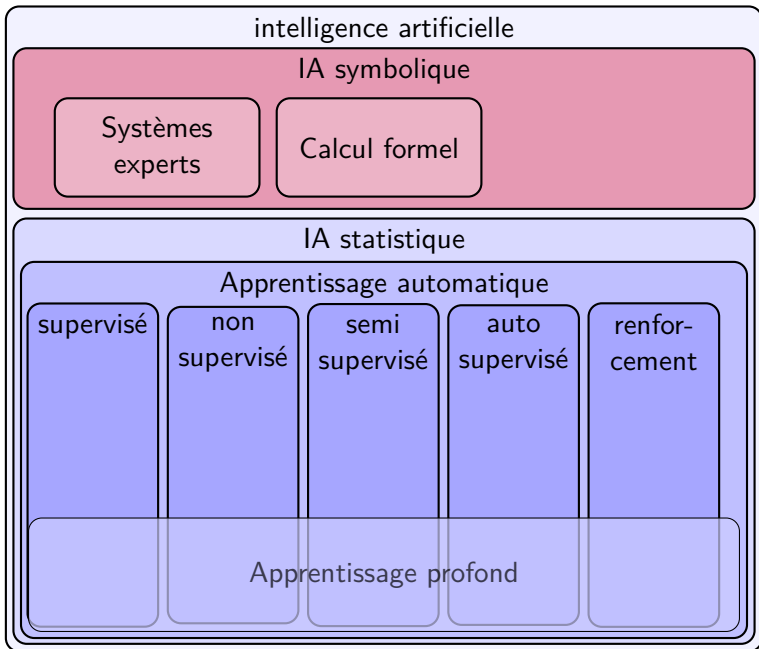 intelligence artificielle
IA symbolique
Systèmes
experts
Calcul formel
IA statistique
Apprentissage automatique
supervisé
non
supervisé
semi
supervisé
auto
supervisé
renfor-
cement
Apprentissage profond